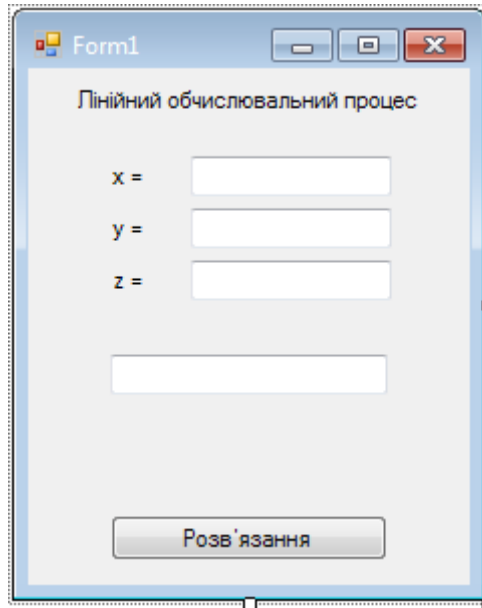 Form1
Лінійний обчислювальний процес
x =
y =
z =
Розв'язання